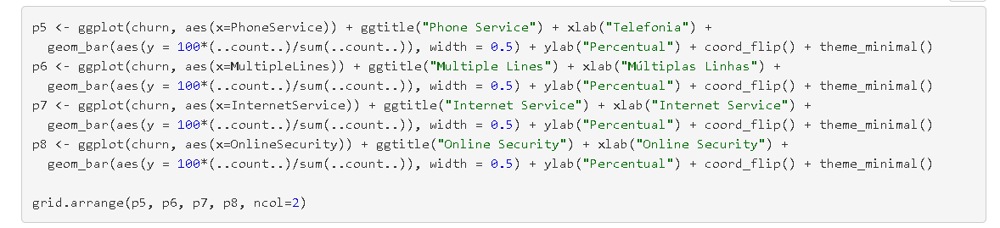 p5 <- ggplot(churn, aes(x=PhoneService)) + ggtitle("Phone Service") + xlab("Telefonia") +
  geom_bar(aes(y = 100*(..count..)/sum(..count..)), width = 0.5) + ylab("Percentual") + coord_flip() + theme_minimal()
p6 <- ggplot(churn, aes(x=MultipleLines)) + ggtitle("Multiple Lines") + xlab("Múltiplas Linhas") +
  geom_bar(aes(y = 100*(..count..)/sum(..count..)), width = 0.5) + ylab("Percentual") + coord_flip() + theme_minimal()
p7 <- ggplot(churn, aes(x=InternetService)) + ggtitle("Internet Service") + xlab("Internet Service") +
  geom_bar(aes(y = 100*(..count..)/sum(..count..)), width = 0.5) + ylab("Percentual") + coord_flip() + theme_minimal()
p8 <- ggplot(churn, aes(x=OnlineSecurity)) + ggtitle("Online Security") + xlab("Online Security") +
  geom_bar(aes(y = 100*(..count..)/sum(..count..)), width = 0.5) + ylab("Percentual") + coord_flip() + theme_minimal()
grid.arrange(p5, p6, p7, p8, ncol=2)